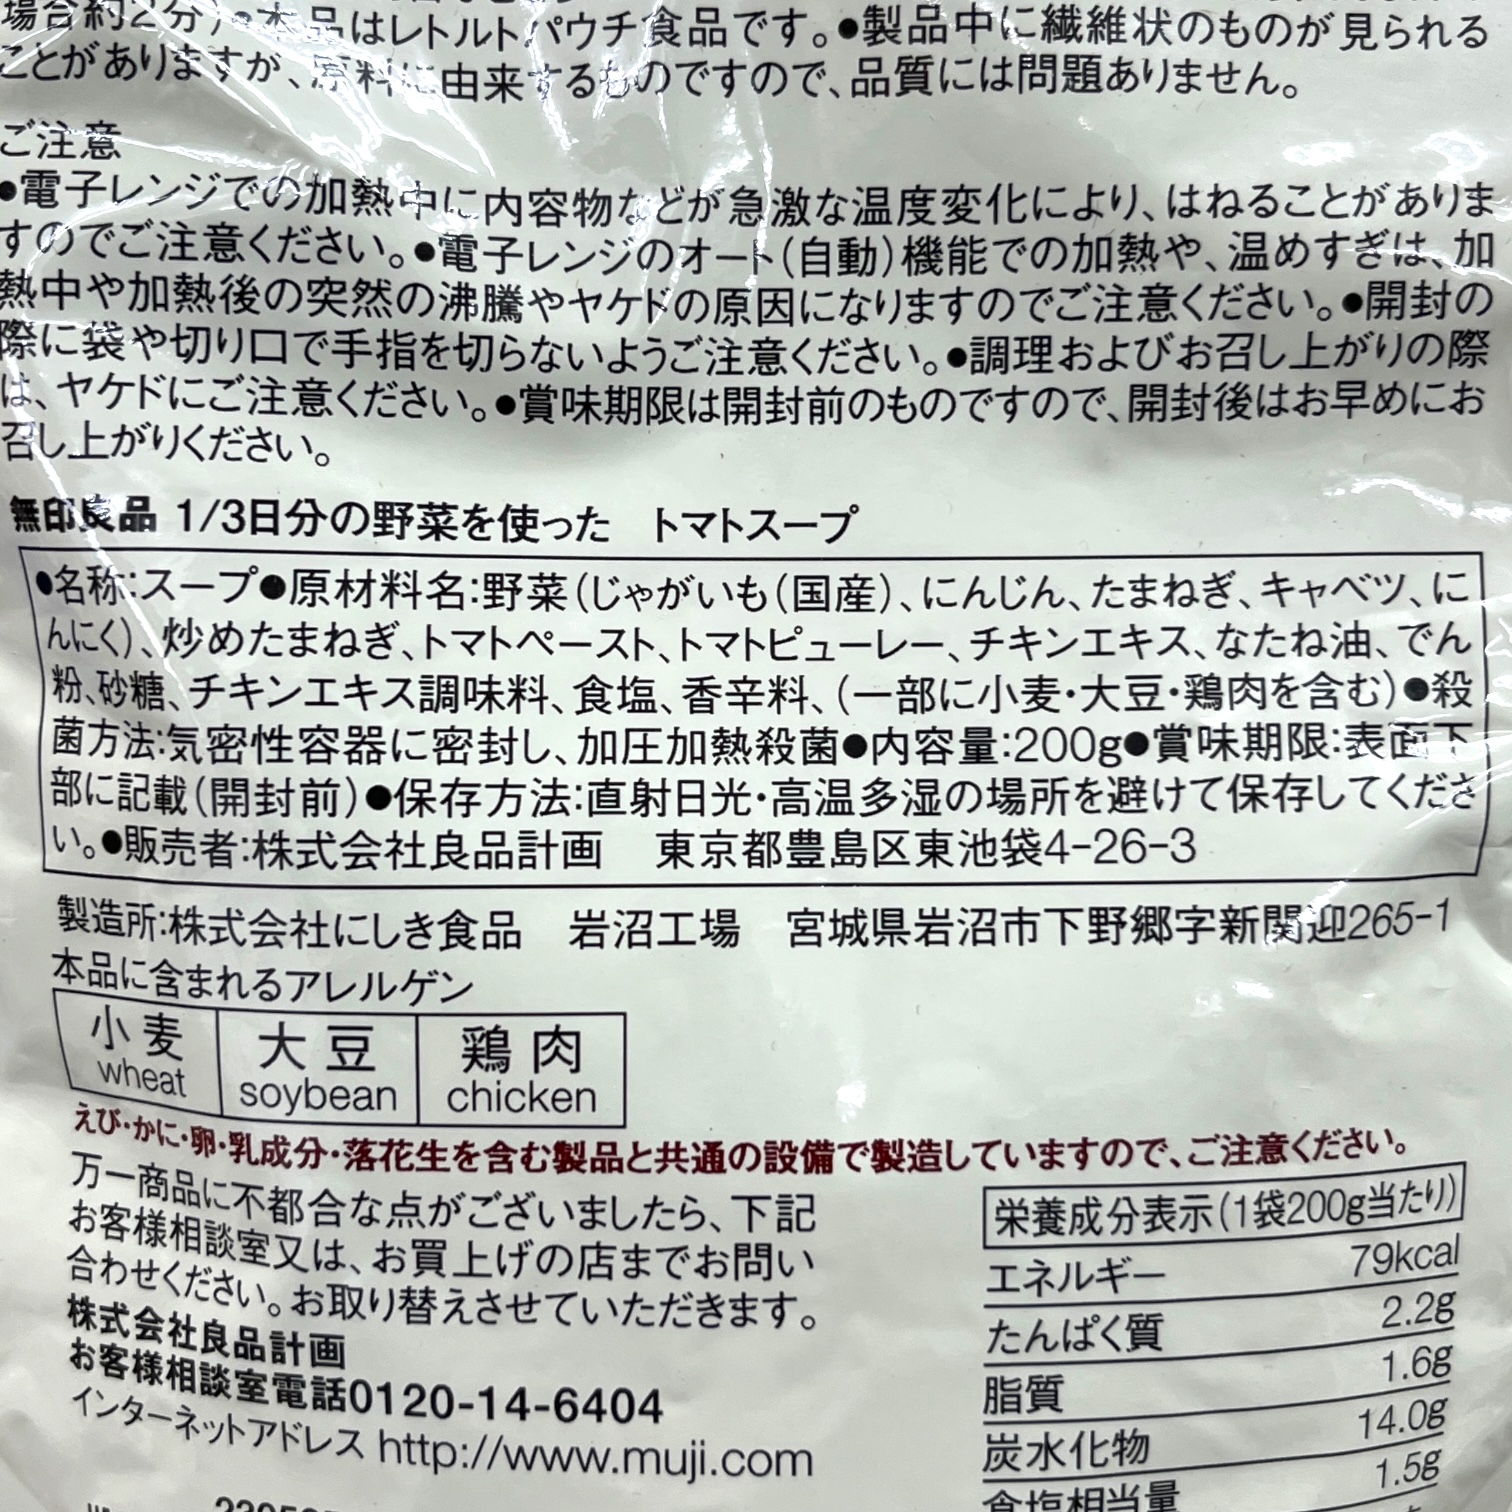 場合約2分)●本品はレトルトパウチ食品です。●製品中に繊維状のものが見られる
ことがありますが、原料に由来するものですので、品質には問題ありません。
ご注意
●電子レンジでの加熱中に内容物などが急激な温度変化により、はねることがありま
すのでご注意ください。●電子レンジのオート(自動)機能での加熱や、温めすぎは、加
熱中や加熱後の突然の沸騰やヤケドの原因になりますのでご注意ください。●開封の
際に袋や切り口で手指を切らないようご注意ください。●調理およびお召し上がりの際
は、ヤケドにご注意ください。●賞味期限は開封前のものですので、開封後はお早めにお
召し上がりください。
無印良品 1/3日分の野菜を使った トマトスープ
●名称:スープ●原材料名:野菜(じゃがいも(国産)、にんじん、たまねぎ、キャベツ、に
んにく)、炒めたまねぎ、トマトペースト、トマトピューレー、チキンエキス、なたね油、でん
粉、砂糖、チキンエキス調味料、食塩、香辛料、(一部に小麦・大豆・鶏肉を含む)●殺
菌方法:気密性容器に密封し、加圧加熱殺菌●内容量:200g●賞味期限:表面下
部に記載(開封前)●保存方法:直射日光・高温多湿の場所を避けて保存してくださ
い。●販売者:株式会社良品計画 東京都豊島区東池袋4-26-3
製造所:株式会社にしき食品 岩沼工場 宮城県岩沼市下野郷字新関迎265-1
本品に含まれるアレルゲン
小麦 大豆 鶏肉
wheat soybean chicken
えび・かに・卵・乳成分・落花生を含む製品と共通の設備で製造していますので、ご注意ください。
万一商品に不都合な点がございましたら、下記
お客様相談室又は、お買上げの店までお問い
合わせください。お取り替えさせていただきます。
株式会社良品計画
お客様相談室電話0120-14-6404
インターネットアドレス http://www.muji.com
栄養成分表示(1袋200g当たり)
エネルギー 79kcal
たんぱく質 2.2g
脂質 1.6g
炭水化物 14.0g
食塩相当量 1.5g